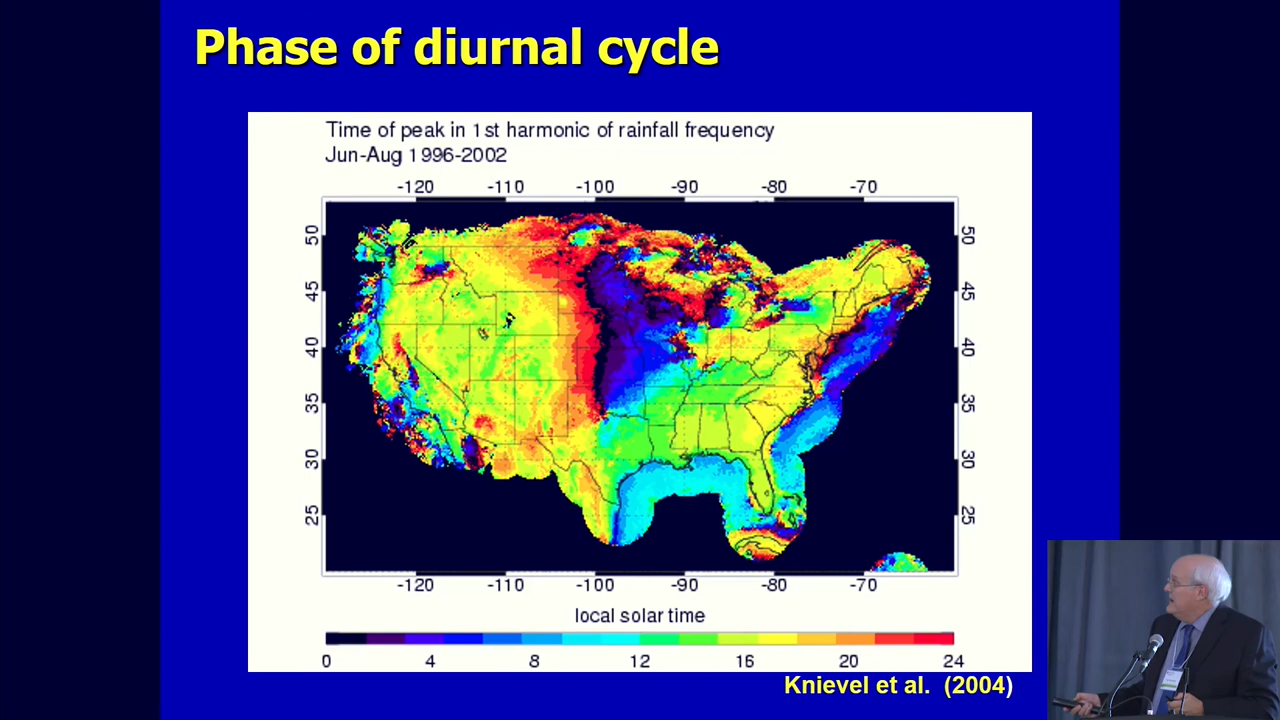 Phase of diurnal cycle
Time of peak in 1st harmonic of rainfall frequency
Jun-Aug 1996-2002
-120 -110 -100 -90 -80 -70
50 50
45 45
40 40
35 35
30 30
25 25
-120 -110 -100 -90 -80 -70
local solar time
0 4 8 12 16 20 24
Knievel et al. (2004)